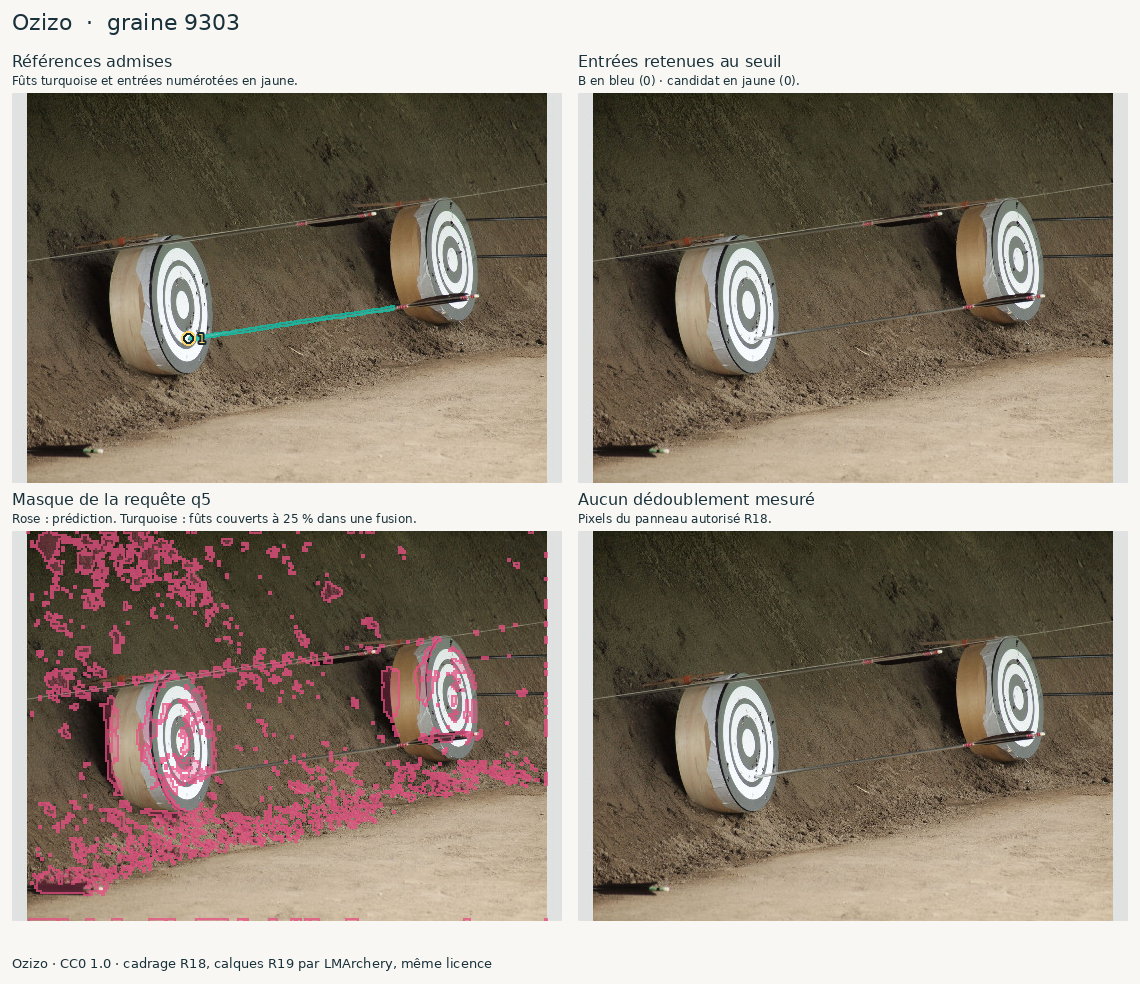 Ozizo · graine 9303
Références admises
Fûts turquoise et entrées numérotées en jaune.
Entrées retenues au seuil
B en bleu (0) · candidat en jaune (0).
1
Masque de la requête q5
Rose : prédiction. Turquoise : fûts couverts à 25 % dans une fusion.
Aucun dédoublement mesuré
Pixels du panneau autorisé R18.
Ozizo · CC0 1.0 · cadrage R18, calques R19 par LMArchery, même licence